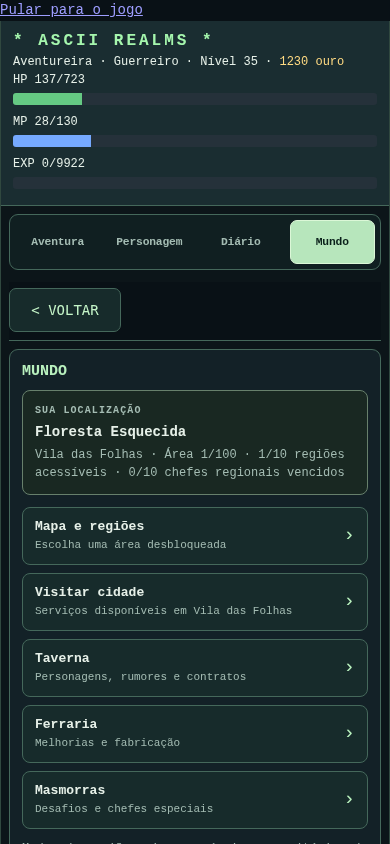 Pular para o jogo
* ASCII REALMS *
Aventureira · Guerreiro · Nível 35 · 1230 ouro
HP 137/723
MP 28/130
EXP 0/9922
Aventura Personagem Diário Mundo
< VOLTAR
MUNDO
SUA LOCALIZAÇÃO
Floresta Esquecida
Vila das Folhas · Área 1/100 · 1/10 regiões
acessíveis · 0/10 chefes regionais vencidos
Mapa e regiões
Escolha uma área desbloqueada
›
Visitar cidade
Serviços disponíveis em Vila das Folhas
›
Taverna
Personagens, rumores e contratos
›
Ferraria
Melhorias e fabricação
›
Masmorras
Desafios e chefes especiais
›